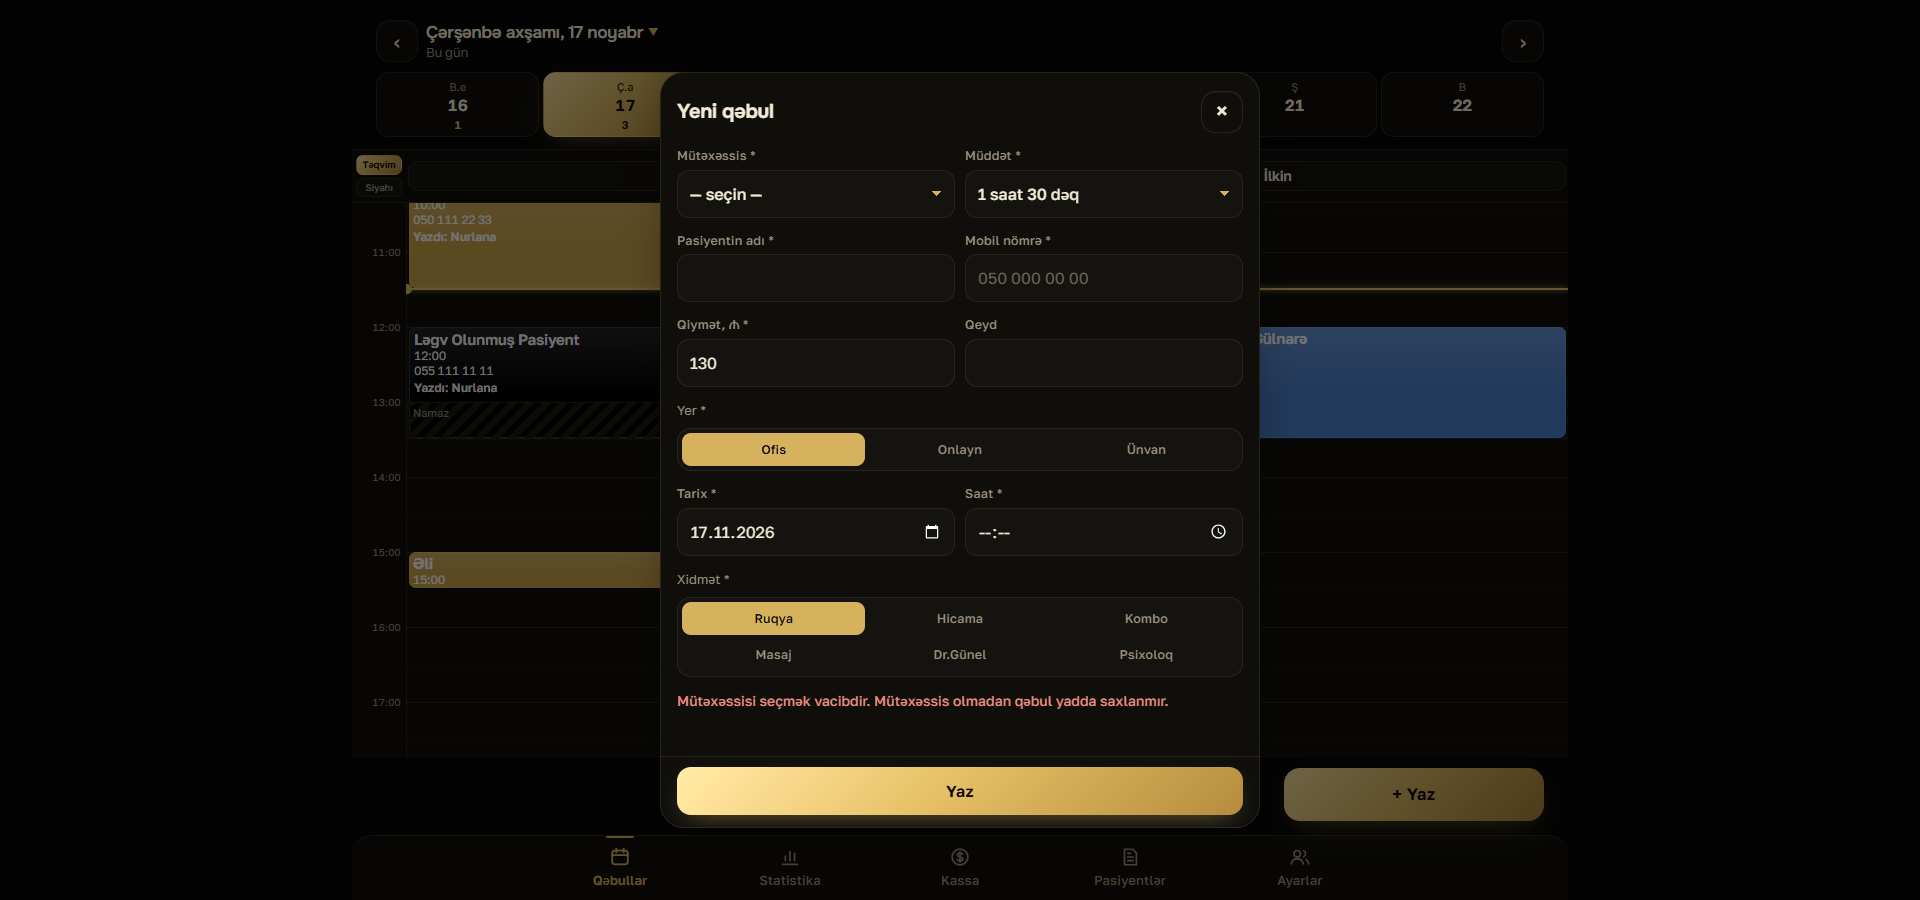 Çərşənbə axşamı, 17 noyabr
Bu gün
B.e
16
1
Ç.a
17
3
Ş
21
B
22
Təqvim
Siyahı
İlkin
10:00
050 111 22 33
Yazdı: Nurlana
11:00
12:00
Ləğv Olunmuş Pasiyent
12:00
055 111 11 11
Yazdı: Nurlana
13:00
Namaz
14:00
15:00
Əli
15:00
16:00
17:00
Gülnarə
Yeni qəbul
Mütəxəssis *
Müddət *
— seçin —
1 saat 30 dəq
Pasiyentin adı *
Mobil nömrə *
050 000 00 00
Qiymət, ₼ *
Qeyd
130
Yer *
Ofis
Onlayn
Ünvan
Tarix *
Saat *
17.11.2026
--:--
Xidmət *
Ruqya
Hicama
Kombo
Masaj
Dr.Günel
Psixoloq
Mütəxəssisi seçmək vacibdir. Mütəxəssis olmadan qəbul yadda saxlanmır.
Yaz
+ Yaz
Qəbullar
Statistika
Kassa
Pasiyentlər
Ayarlar